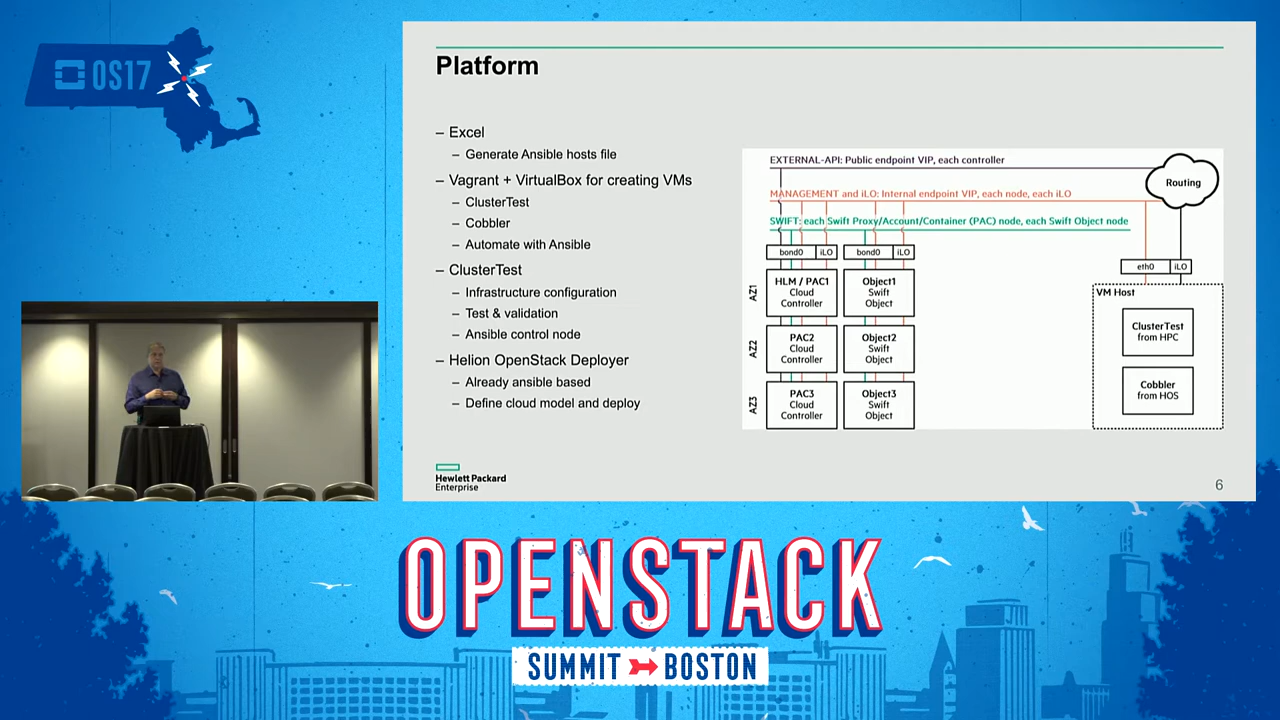 OS17
Platform
– Excel
– Generate Ansible hosts file
– Vagrant + VirtualBox for creating VMs
– ClusterTest
– Cobbler
– Automate with Ansible
– ClusterTest
– Infrastructure configuration
– Test & validation
– Ansible control node
– Helion OpenStack Deployer
– Already ansible based
– Define cloud model and deploy
EXTERNAL-API: Public endpoint VIP, each controller
Routing
MANAGEMENT and iLO: Internal endpoint VIP, each node, each iLO
SWIFT: each Swift Proxy/Account/Container (PAC) node, each Swift Object node
bond0
iLO
bond0
iLO
eth0
iLO
AZ1
HLM / PAC1
Cloud
Controller
Object1
Swift
Object
AZ2
PAC2
Cloud
Controller
Object2
Swift
Object
AZ3
PAC3
Cloud
Controller
Object3
Swift
Object
VM Host
ClusterTest
from HPC
Cobbler
from HOS
Hewlett Packard
Enterprise
6
OPENSTACK
SUMMIT BOSTON